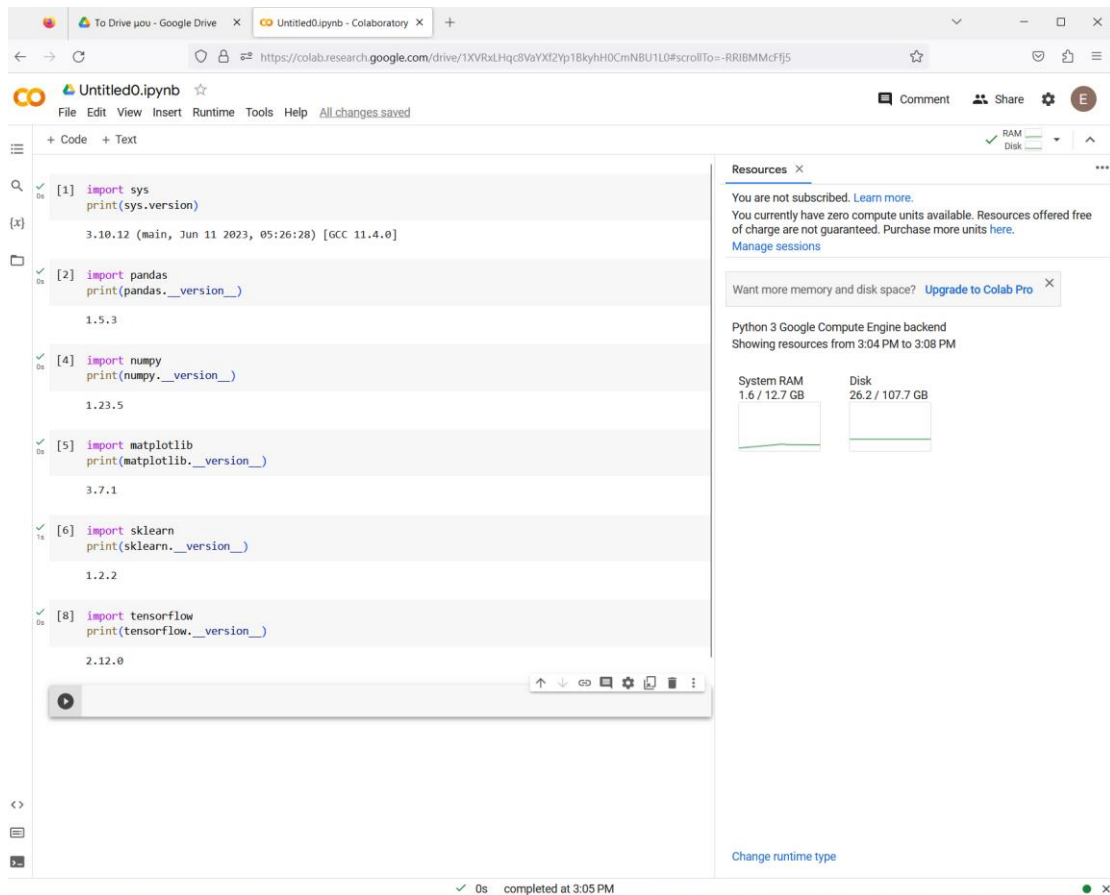 To Drive μου - Google Drive
Untitled0.ipynb - Colaboratory
https://colab.research.google.com/drive/1XVRxLHqc8VaYXf2Yp1BkyhH0CmNBU1L0#scrollTo=-RRIBMMcFfj5
Untitled0.ipynb
File Edit View Insert Runtime Tools Help All changes saved
Comment Share E
+ Code + Text
RAM
Disk
[1] import sys
print(sys.version)
0s
3.10.12 (main, Jun 11 2023, 05:26:28) [GCC 11.4.0]
{x}
[2] import pandas
print(pandas.__version__)
0s
1.5.3
[4] import numpy
print(numpy.__version__)
0s
1.23.5
[5] import matplotlib
print(matplotlib.__version__)
0s
3.7.1
[6] import sklearn
print(sklearn.__version__)
1s
1.2.2
[8] import tensorflow
print(tensorflow.__version__)
0s
2.12.0
Resources
You are not subscribed. Learn more.
You currently have zero compute units available. Resources offered free
of charge are not guaranteed. Purchase more units here.
Manage sessions
Want more memory and disk space? Upgrade to Colab Pro
Python 3 Google Compute Engine backend
Showing resources from 3:04 PM to 3:08 PM
System RAM
1.6 / 12.7 GB
Disk
26.2 / 107.7 GB
Change runtime type
0s completed at 3:05 PM